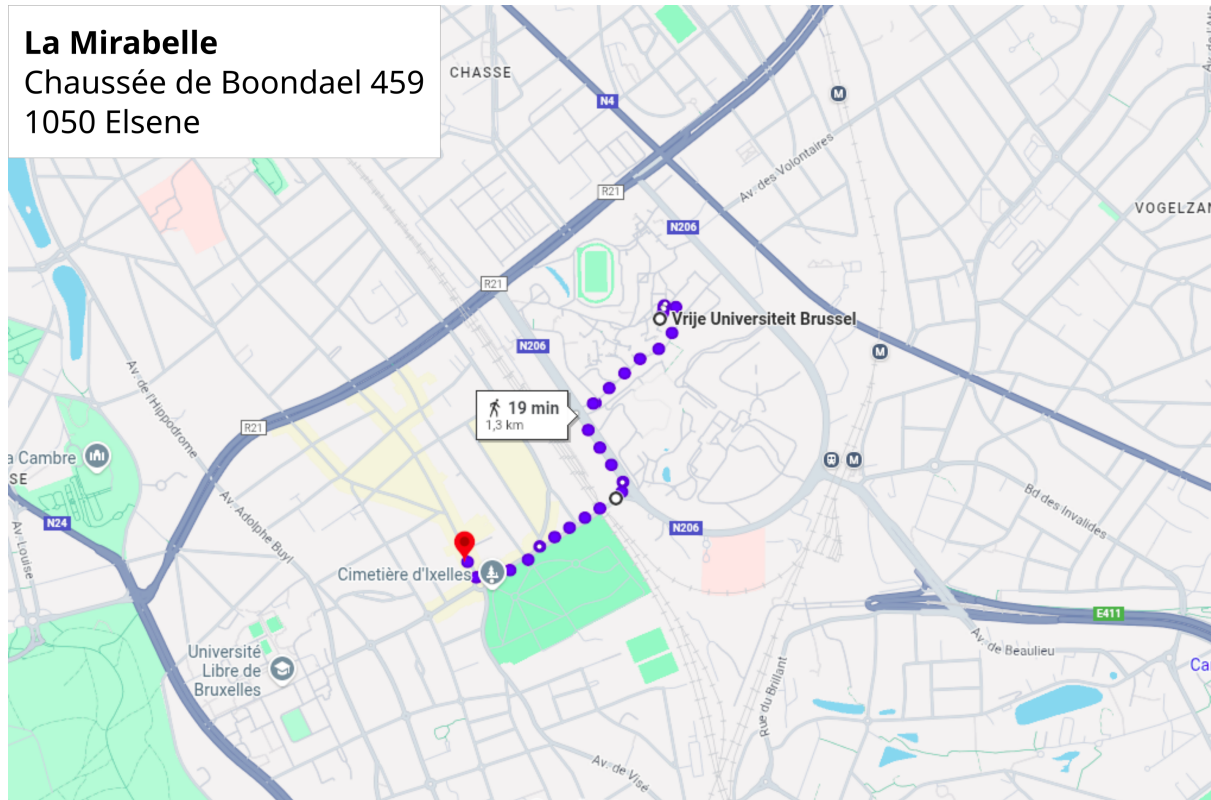 La Mirabelle
Chaussée de Boondael 459
1050 Elsene
CHASSE
N4
M
Av. des Volontaires
R21
VOGELZAN
N206
R21
Vrije Universiteit Brussel
N206
M
Av. de l'Hippodrome
19 min
1,3 km
R21
a Cambre
SE
M
N24
Av. Louise
Av. Adolphe Buyl
N206
Bd des Invalides
Cimetière d'Ixelles
E411
Av. de Beaulieu
Université
Libre de
Bruxelles
Ca
Rue du Brillant
Av. de Visé